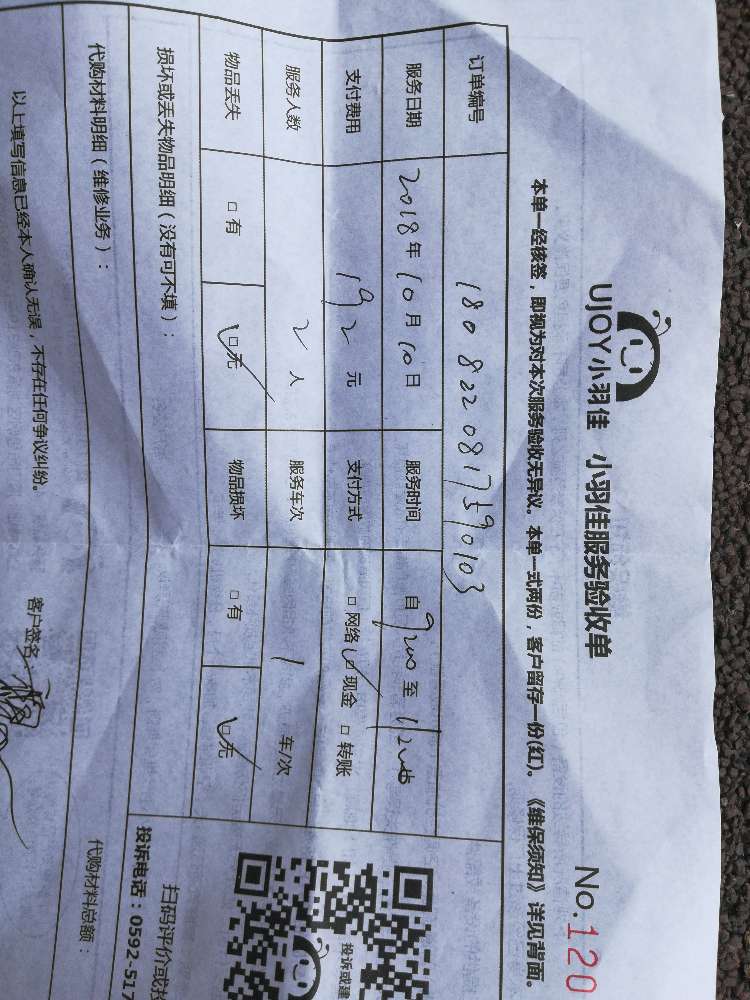 UJOY小羽佳 小羽佳服务验收单
No.120
本单一经核签，即视为对本次服务验收无异议。本单一式两份，客户留存一份(红)。《维保须知》详见背面。
订单编号 1808220817590103
服务日期 2018年10月10日 服务时间 自9:00至
支付费用 192元 支付方式 □网络 ☑现金 □转账
服务人数 2人 服务车次 1车/次
物品丢失 □有 ☑无 物品损坏 □有 ☑无
损坏或丢失物品明细（没有可不填）：
投诉或建
扫码评价或投
投诉电话：0592-517
代购材料明细（维修业务）：
代购材料总额：
以上填写信息已经本人确认无误，不存在任何争议纠纷。
客户签名：